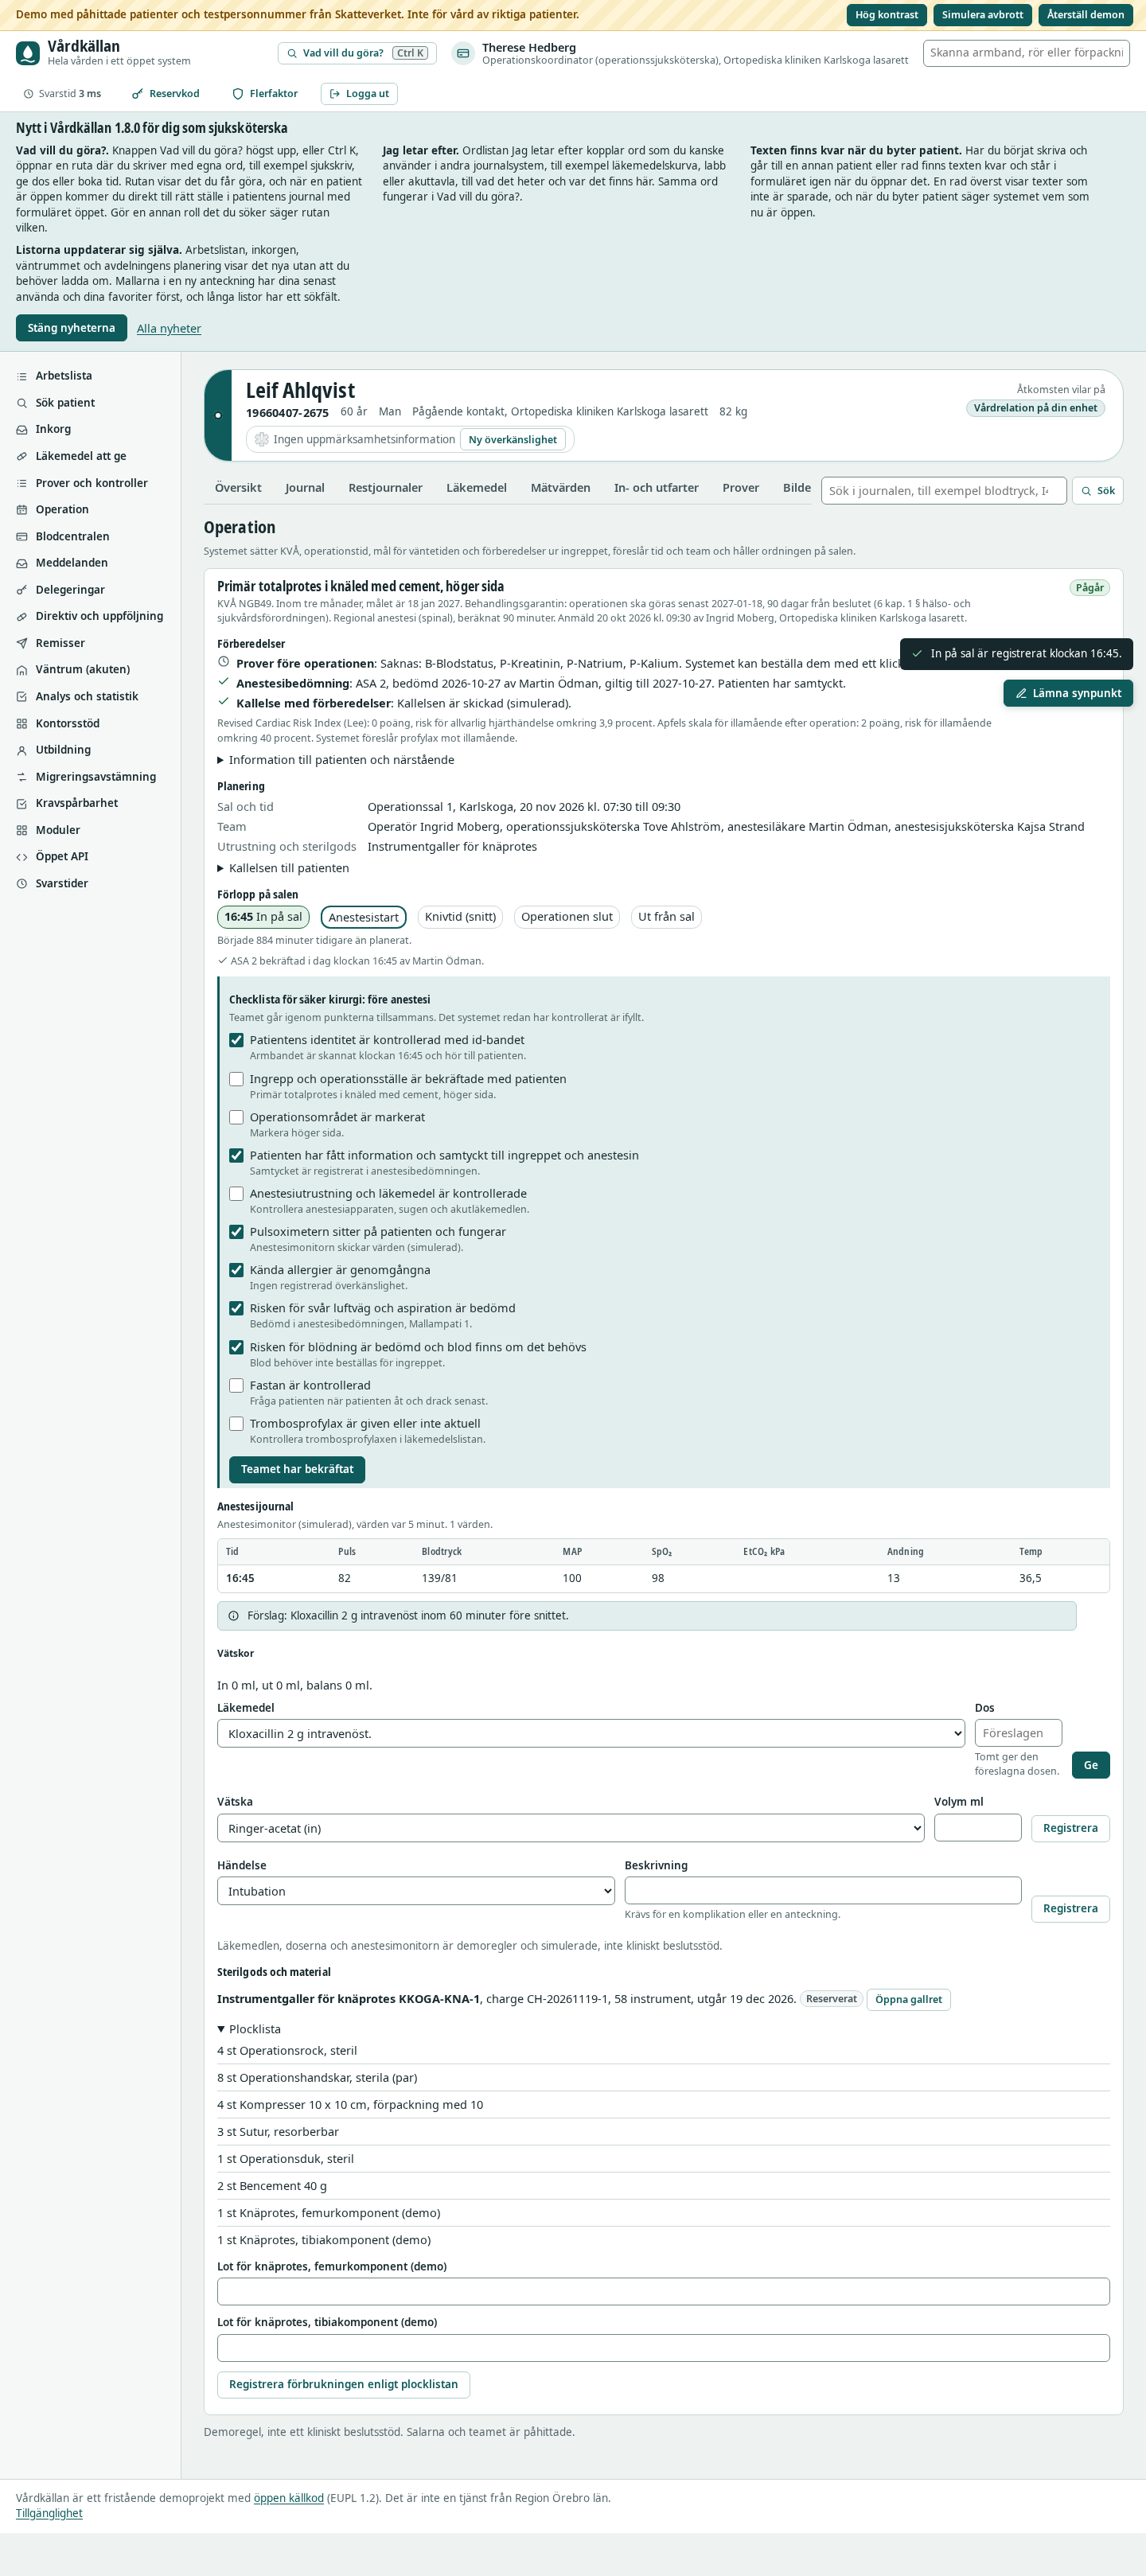 Demo med påhittade patienter och testpersonnummer från Skatteverket. Inte för vård av riktiga patienter.
Hög kontrast
Simulera avbrott
Återställ demon
Vårdkällan
Hela vården i ett öppet system
Vad vill du göra? Ctrl K
Therese Hedberg
Operationskoordinator (operationssjuksköterska), Ortopediska kliniken Karlskoga lasarett
Skanna armband, rör eller förpackni
Svarstid 3 ms
Reservkod
Flerfaktor
Logga ut
Nytt i Vårdkällan 1.8.0 för dig som sjuksköterska
Vad vill du göra?. Knappen Vad vill du göra? högst upp, eller Ctrl K,
öppnar en ruta där du skriver med egna ord, till exempel sjukskriv,
ge dos eller boka tid. Rutan visar det du får göra, och när en patient
är öppen kommer du direkt till rätt ställe i patientens journal med
formuläret öppet. Gör en annan roll det du söker säger rutan
vilken.
Jag letar efter. Ordlistan Jag letar efter kopplar ord som du kanske
använder i andra journalsystem, till exempel läkemedelskurva, labb
eller akuttavla, till vad det heter och var det finns här. Samma ord
fungerar i Vad vill du göra?.
Texten finns kvar när du byter patient. Har du börjat skriva och
går till en annan patient eller rad finns texten kvar och står i
formuläret igen när du öppnar det. En rad överst visar texter som
inte är sparade, och när du byter patient säger systemet vem som
nu är öppen.
Listorna uppdaterar sig själva. Arbetslistan, inkorgen,
väntrummet och avdelningens planering visar det nya utan att du
behöver ladda om. Mallarna i en ny anteckning har dina senast
använda och dina favoriter först, och långa listor har ett sökfält.
Stäng nyheterna
Alla nyheter
Arbetslista
Sök patient
Inkorg
Läkemedel att ge
Prover och kontroller
Operation
Blodcentralen
Meddelanden
Delegeringar
Direktiv och uppföljning
Remisser
Väntrum (akuten)
Analys och statistik
Kontorsstöd
Utbildning
Migreringsavstämning
Kravspårbarhet
Moduler
Öppet API
Svarstider
Leif Ahlqvist
19660407-2675 60 år Man Pågående kontakt, Ortopediska kliniken Karlskoga lasarett 82 kg
Ingen uppmärksamhetsinformation
Ny överkänslighet
Åtkomsten vilar på
Vårdrelation på din enhet
Översikt
Journal
Restjournaler
Läkemedel
Mätvärden
In- och utfarter
Prover
Bilde
Sök i journalen, till exempel blodtryck, I
Sök
Operation
Systemet sätter KVÅ, operationstid, mål för väntetiden och förberedelser ur ingreppet, föreslår tid och team och håller ordningen på salen.
Primär totalprotes i knäled med cement, höger sida
Pågår
KVÅ NGB49. Inom tre månader, målet är 18 jan 2027. Behandlingsgaranti: operationen ska göras senast 2027-01-18, 90 dagar från beslutet (6 kap. 1 § hälso- och
sjukvårdsförordningen). Regional anestesi (spinal), beräknat 90 minuter. Anmäld 20 okt 2026 kl. 09:30 av Ingrid Moberg, Ortopediska kliniken Karlskoga lasarett.
Förberedelser
Prover före operationen: Saknas: B-Blodstatus, P-Kreatinin, P-Natrium, P-Kalium. Systemet kan beställa dem med ett klick
Anestesibedömning: ASA 2, bedömd 2026-10-27 av Martin Ödman, giltig till 2027-10-27. Patienten har samtyckt.
Kallelse med förberedelser: Kallelsen är skickad (simulerad).
In på sal är registrerat klockan 16:45.
Lämna synpunkt
Revised Cardiac Risk Index (Lee): 0 poäng, risk för allvarlig hjärthändelse omkring 3,9 procent. Apfels skala för illamående efter operation: 2 poäng, risk för illamående
omkring 40 procent. Systemet föreslår profylax mot illamående.
Information till patienten och närstående
Planering
Sal och tid Operationssal 1, Karlskoga, 20 nov 2026 kl. 07:30 till 09:30
Team Operatör Ingrid Moberg, operationssjuksköterska Tove Ahlström, anestesiläkare Martin Ödman, anestesisjuksköterska Kajsa Strand
Utrustning och sterilgods Instrumentgaller för knäprotes
Kallelsen till patienten
Förlopp på salen
16:45 In på sal
Anestesistart
Knivtid (snitt)
Operationen slut
Ut från sal
Började 884 minuter tidigare än planerat.
ASA 2 bekräftad i dag klockan 16:45 av Martin Ödman.
Checklista för säker kirurgi: före anestesi
Teamet går igenom punkterna tillsammans. Det systemet redan har kontrollerat är ifyllt.
Patientens identitet är kontrollerad med id-bandet
Armbandet är skannat klockan 16:45 och hör till patienten.
Ingrepp och operationsställe är bekräftade med patienten
Primär totalprotes i knäled med cement, höger sida.
Operationsområdet är markerat
Markera höger sida.
Patienten har fått information och samtyckt till ingreppet och anestesin
Samtycket är registrerat i anestesibedömningen.
Anestesiutrustning och läkemedel är kontrollerade
Kontrollera anestesiapparaten, sugen och akutläkemedlen.
Pulsoximetern sitter på patienten och fungerar
Anestesimonitorn skickar värden (simulerad).
Kända allergier är genomgångna
Ingen registrerad överkänslighet.
Risken för svår luftväg och aspiration är bedömd
Bedömd i anestesibedömningen, Mallampati 1.
Risken för blödning är bedömd och blod finns om det behövs
Blod behöver inte beställas för ingreppet.
Fastan är kontrollerad
Fråga patienten när patienten åt och drack senast.
Trombosprofylax är given eller inte aktuell
Kontrollera trombosprofylaxen i läkemedelslistan.
Teamet har bekräftat
Anestesijournal
Anestesimonitor (simulerad), värden var 5 minut. 1 värden.
Tid Puls Blodtryck MAP SpO₂ EtCO₂ kPa Andning Temp
16:45 82 139/81 100 98 13 36,5
Förslag: Kloxacillin 2 g intravenöst inom 60 minuter före snittet.
Vätskor
In 0 ml, ut 0 ml, balans 0 ml.
Läkemedel
Dos
Kloxacillin 2 g intravenöst.
Föreslagen
Tomt ger den
föreslagna dosen.
Ge
Vätska
Volym ml
Ringer-acetat (in)
Registrera
Händelse
Beskrivning
Intubation
Krävs för en komplikation eller en anteckning.
Registrera
Läkemedlen, doserna och anestesimonitorn är demoregler och simulerade, inte kliniskt beslutsstöd.
Sterilgods och material
Instrumentgaller för knäprotes KKOGA-KNA-1, charge CH-20261119-1, 58 instrument, utgår 19 dec 2026. Reserverat Öppna gallret
Plocklista
4 st Operationsrock, steril
8 st Operationshandskar, sterila (par)
4 st Kompresser 10 x 10 cm, förpackning med 10
3 st Sutur, resorberbar
1 st Operationsduk, steril
2 st Bencement 40 g
1 st Knäprotes, femurkomponent (demo)
1 st Knäprotes, tibiakomponent (demo)
Lot för knäprotes, femurkomponent (demo)
Lot för knäprotes, tibiakomponent (demo)
Registrera förbrukningen enligt plocklistan
Demoregel, inte ett kliniskt beslutsstöd. Salarna och teamet är påhittade.
Vårdkällan är ett fristående demoprojekt med öppen källkod (EUPL 1.2). Det är inte en tjänst från Region Örebro län.
Tillgänglighet